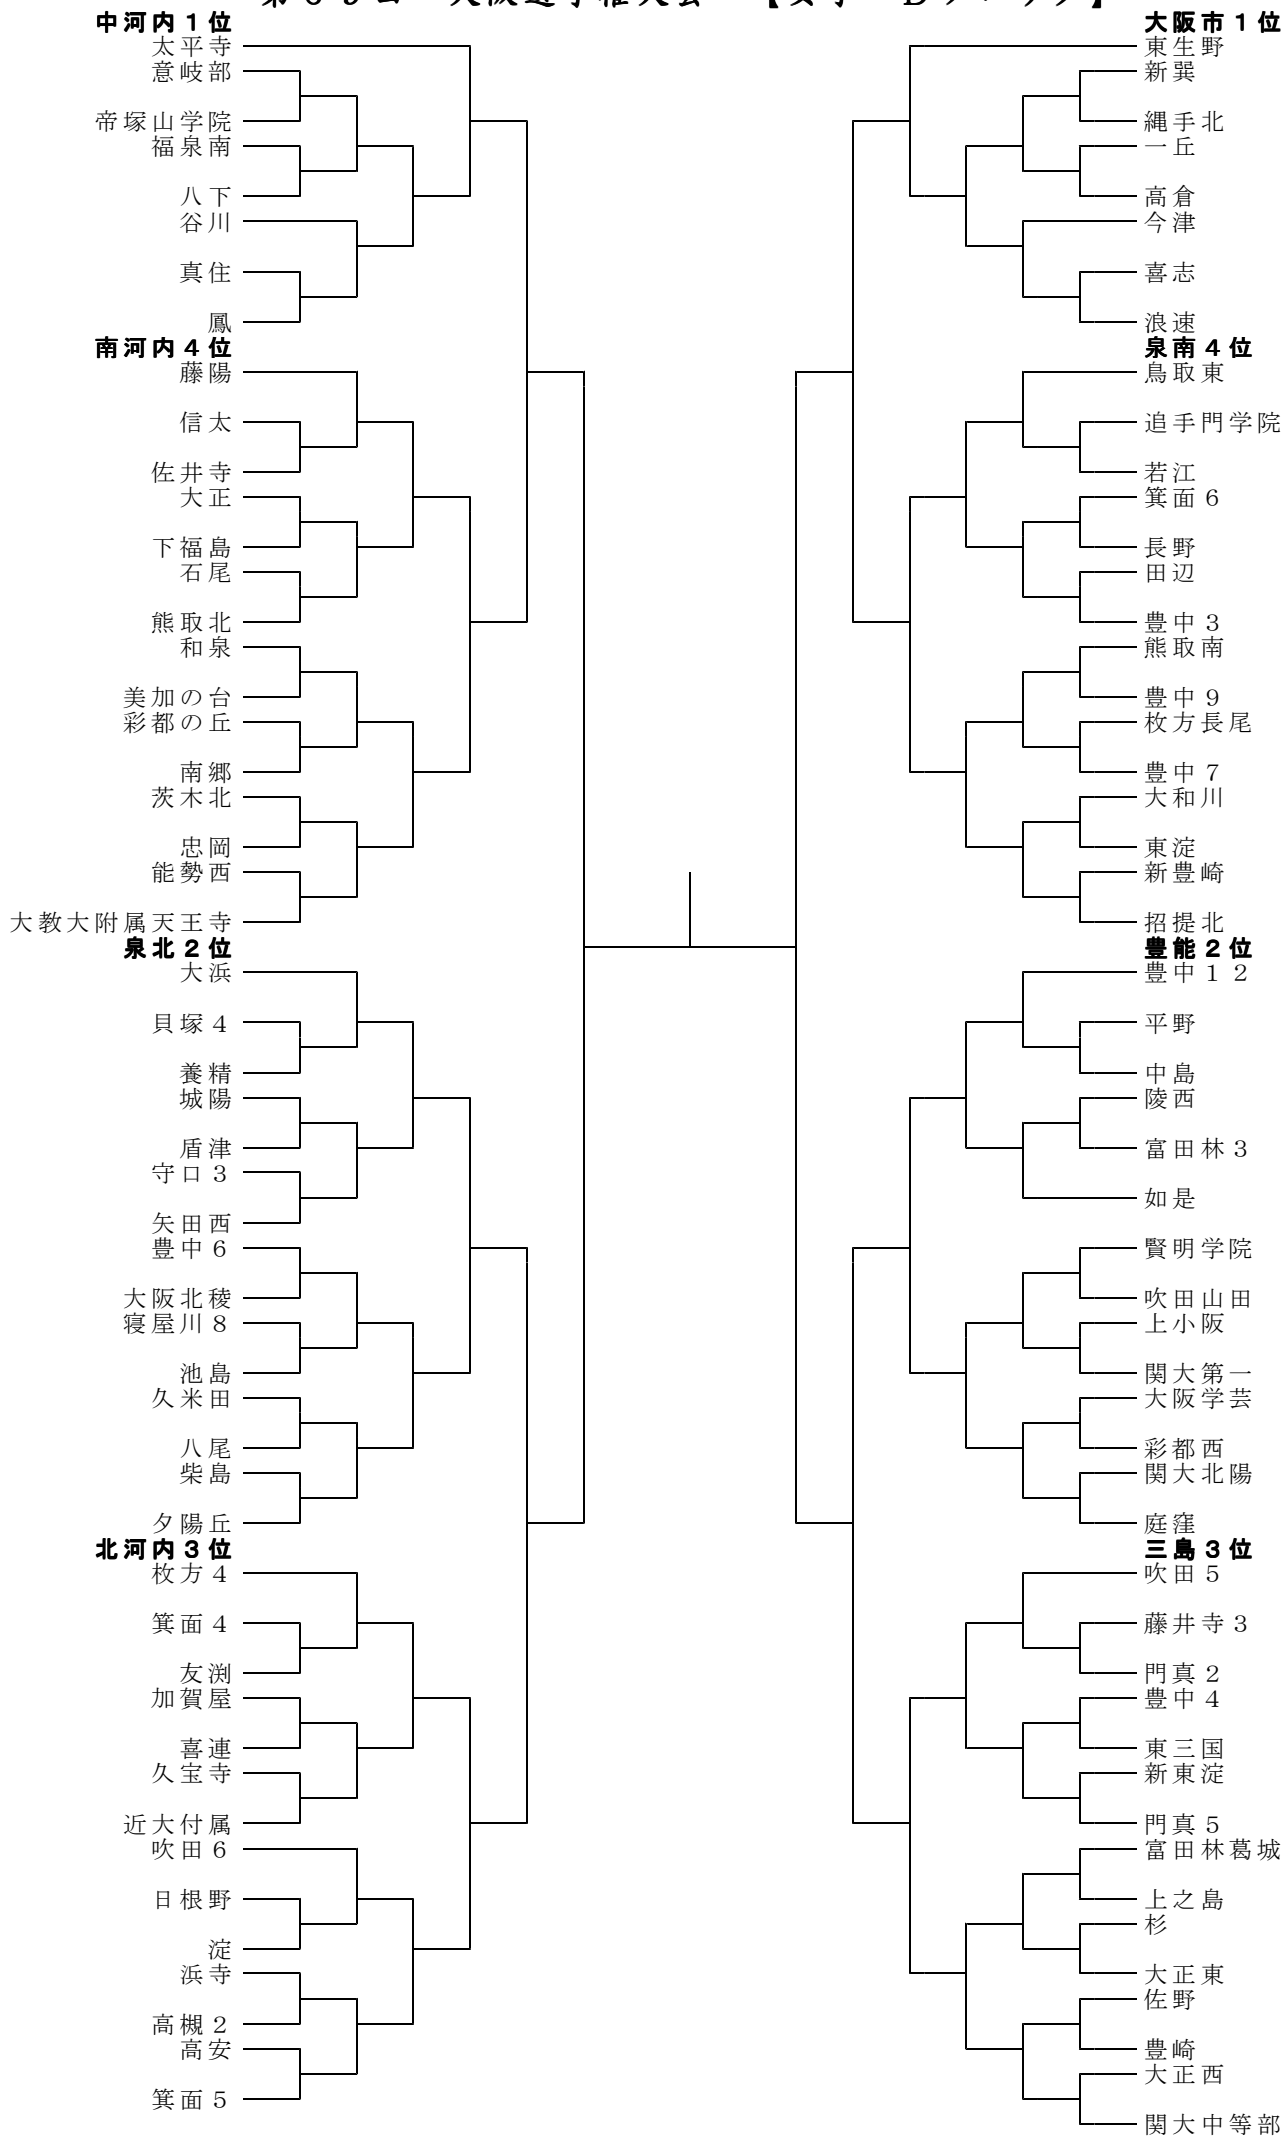 中河内１位
太平寺
意岐部
帝塚山学院
福泉南
八下
谷川
真住
鳳
南河内４位
藤陽
信太
佐井寺
大正
下福島
石尾
熊取北
和泉
美加の台
彩都の丘
南郷
茨木北
忠岡
能勢西
大教大附属天王寺
泉北２位
大浜
貝塚４
養精
城陽
盾津
守口３
矢田西
豊中６
大阪北稜
寝屋川８
池島
久米田
八尾
柴島
夕陽丘
北河内３位
枚方４
箕面４
友渕
加賀屋
喜連
久宝寺
近大付属
吹田６
日根野
淀
浜寺
高槻２
高安
箕面５
大阪市１位
東生野
新巽
縄手北
一丘
高倉
今津
喜志
浪速
泉南４位
鳥取東
追手門学院
若江
箕面６
長野
田辺
豊中３
熊取南
豊中９
枚方長尾
豊中７
大和川
東淀
新豊崎
招提北
豊能２位
豊中１２
平野
中島
陵西
富田林３
如是
賢明学院
吹田山田
上小阪
関大第一
大阪学芸
彩都西
関大北陽
庭窪
三島３位
吹田５
藤井寺３
門真２
豊中４
東三国
新東淀
門真５
富田林葛城
上之島
杉
大正東
佐野
豊崎
大正西
関大中等部